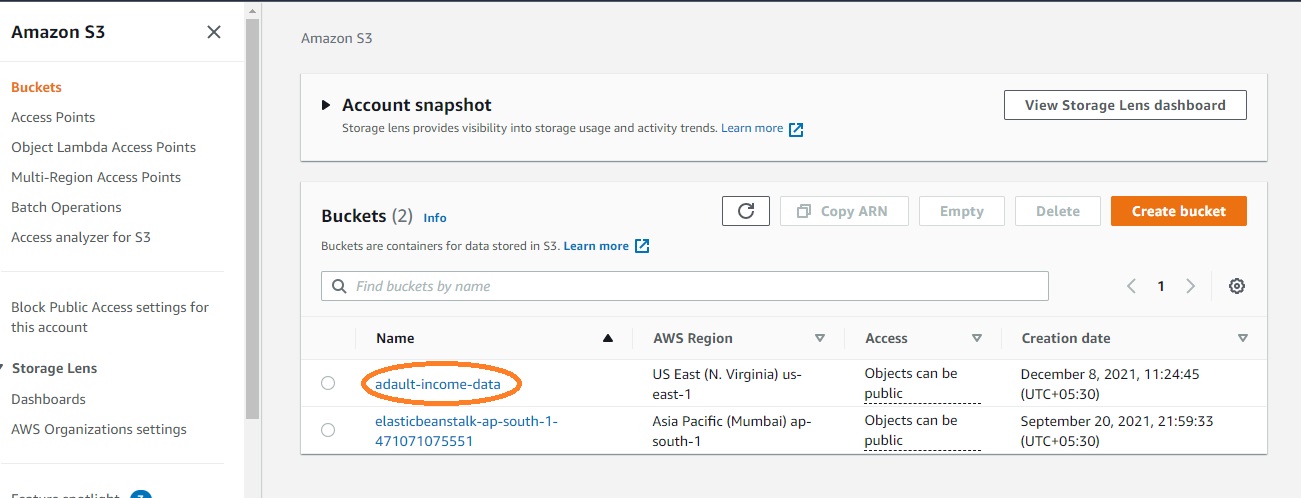 Amazon S3
Buckets
Access Points
Object Lambda Access Points
Multi-Region Access Points
Batch Operations
Access analyzer for S3
Block Public Access settings for
this account
Storage Lens
Dashboards
AWS Organizations settings
Feature spotlight
Amazon S3
Account snapshot
View Storage Lens dashboard
Storage lens provides visibility into storage usage and activity trends. Learn more
Buckets (2) Info
Copy ARN
Empty
Delete
Create bucket
Buckets are containers for data stored in S3. Learn more
Find buckets by name
1
Name
AWS Region
Access
Creation date
adault-income-data
US East (N. Virginia) us-
east-1
Objects can be
public
December 8, 2021, 11:24:45
(UTC+05:30)
elasticbeanstalk-ap-south-1-
471071075551
Asia Pacific (Mumbai) ap-
south-1
Objects can be
public
September 20, 2021, 21:59:33
(UTC+05:30)